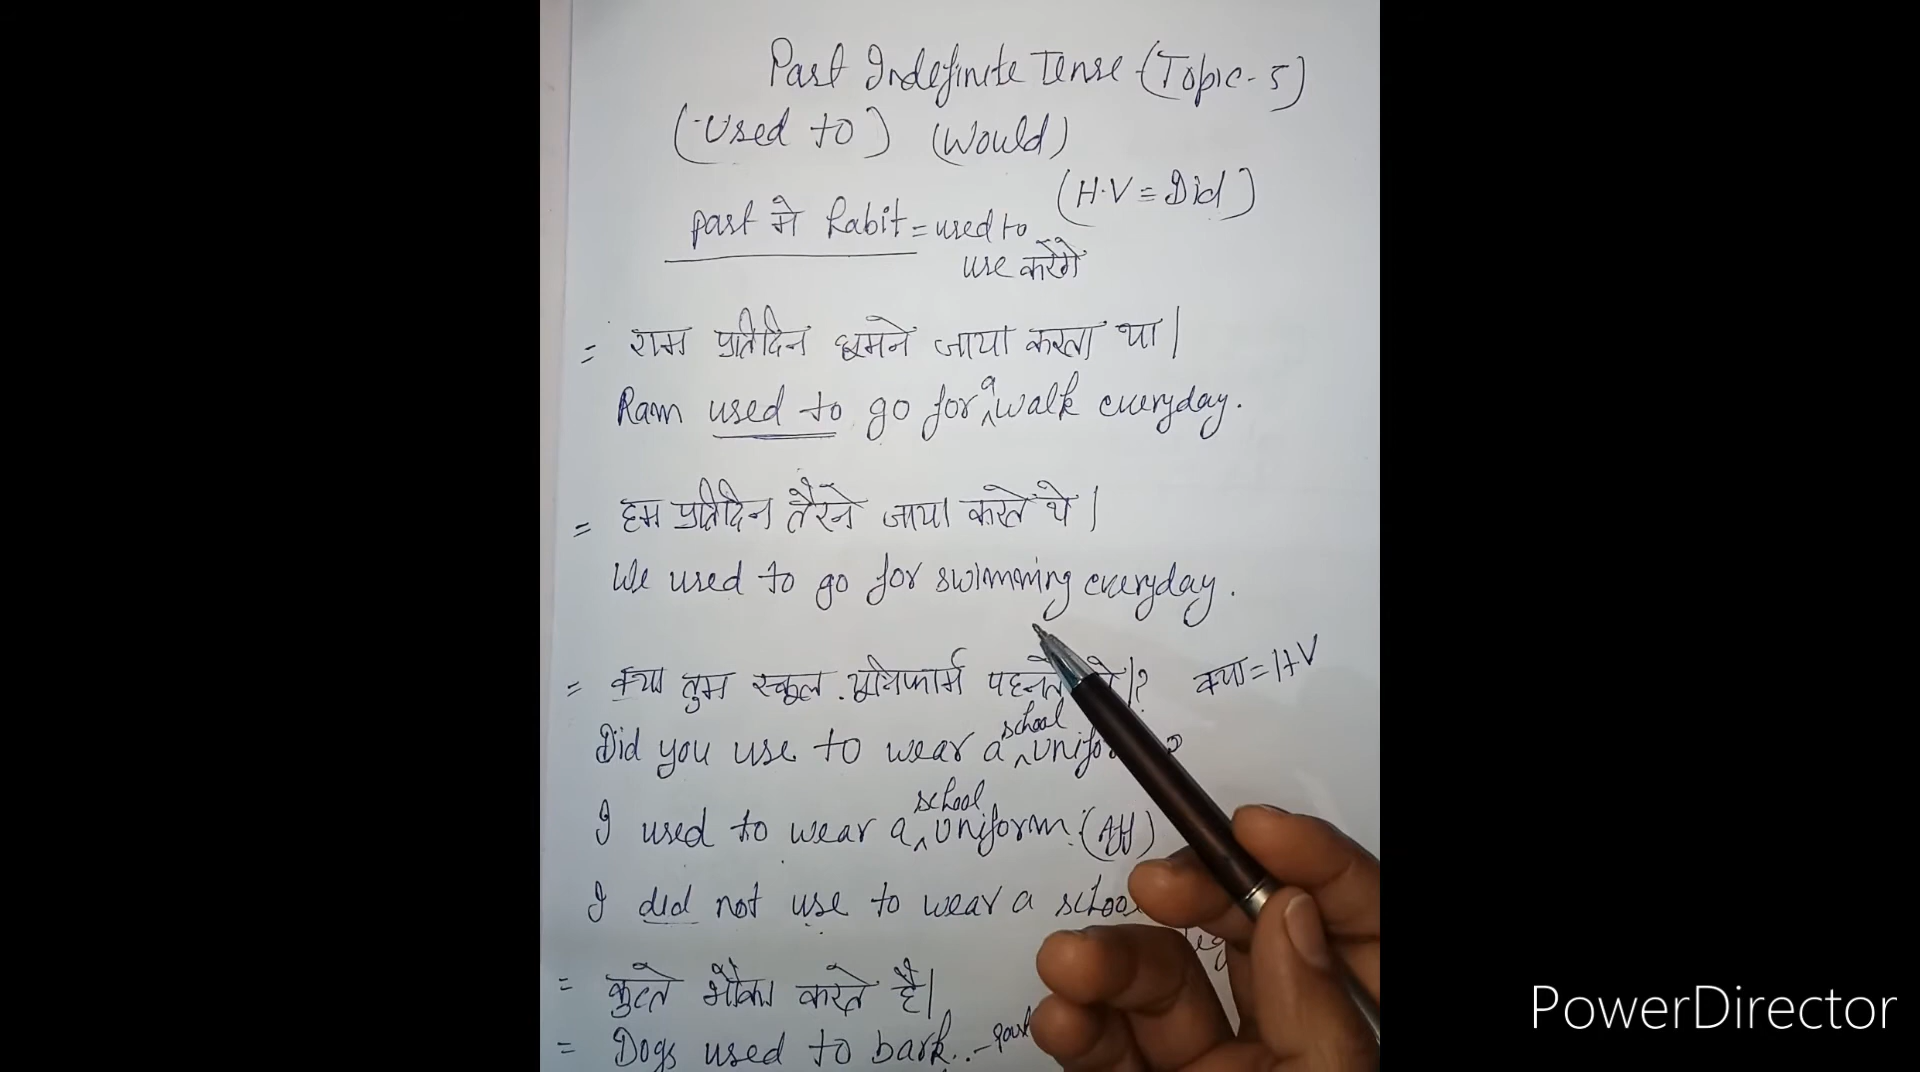 Past Indefinite Tense (Topic-5)
(Used to) (Would)
(H.V = Did)
Past मे habit = used to
use करेंगे
= राम प्रतीदिन घूमने जाया करता था|
Ram used to go for a walk everyday.
= हम प्रतीदिन तैरने जाया करते थे|
We used to go for swimming everyday.
= क्या तुम स्कूल यूनिफार्म पहनते थे|? क्या = H V
Did you use to wear a school unifor ?
I used to wear a school uniform. (Aff)
I did not use to wear a school
= कुत्ते भौका करते है|
= Dogs used to bark. - past
PowerDirector